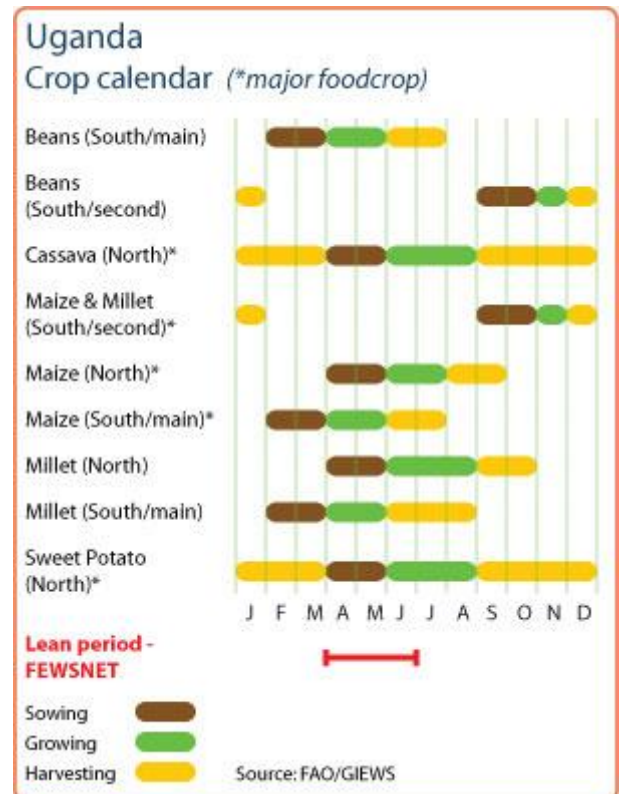 Uganda
Crop calendar (*major foodcrop)
Beans (South/main)
Beans
(South/second)
Cassava (North)*
Maize & Millet
(South/second)*
Maize (North)*
Maize (South/main)*
Millet (North)
Millet (South/main)
Sweet Potato
(North)*
J F M A M J J A S O N D
Lean period -
FEWSNET
Sowing
Growing
Harvesting
Source: FAO/GIEWS